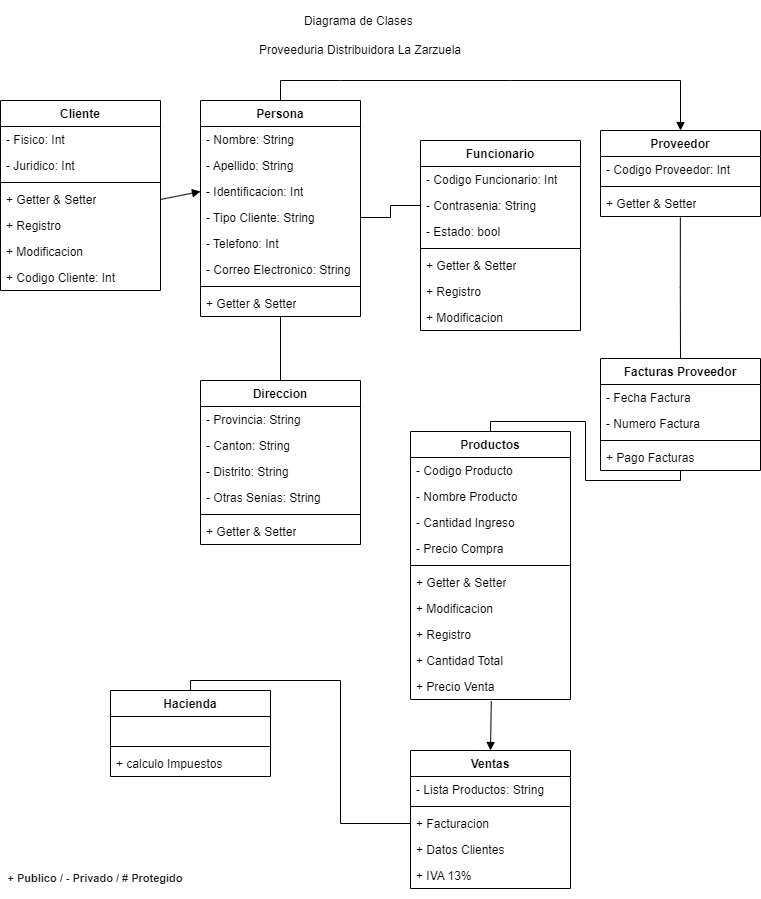 Diagrama de Clases
Proveeduria Distribuidora La Zarzuela
Cliente
- Fisico: Int
- Juridico: Int
+ Getter & Setter
+ Registro
+ Modificacion
+ Codigo Cliente: Int
Persona
- Nombre: String
- Apellido: String
- Identificacion: Int
- Tipo Cliente: String
- Telefono: Int
- Correo Electronico: String
+ Getter & Setter
Funcionario
- Codigo Funcionario: Int
- Contrasenia: String
- Estado: bool
+ Getter & Setter
+ Registro
+ Modificacion
Proveedor
- Codigo Proveedor: Int
+ Getter & Setter
Direccion
- Provincia: String
- Canton: String
- Distrito: String
- Otras Senias: String
+ Getter & Setter
Facturas Proveedor
- Fecha Factura
- Numero Factura
+ Pago Facturas
Productos
- Codigo Producto
- Nombre Producto
- Cantidad Ingreso
- Precio Compra
+ Getter & Setter
+ Modificacion
+ Registro
+ Cantidad Total
+ Precio Venta
Hacienda
+ calculo Impuestos
Ventas
- Lista Productos: String
+ Facturacion
+ Datos Clientes
+ IVA 13%
+ Publico / - Privado / # Protegido